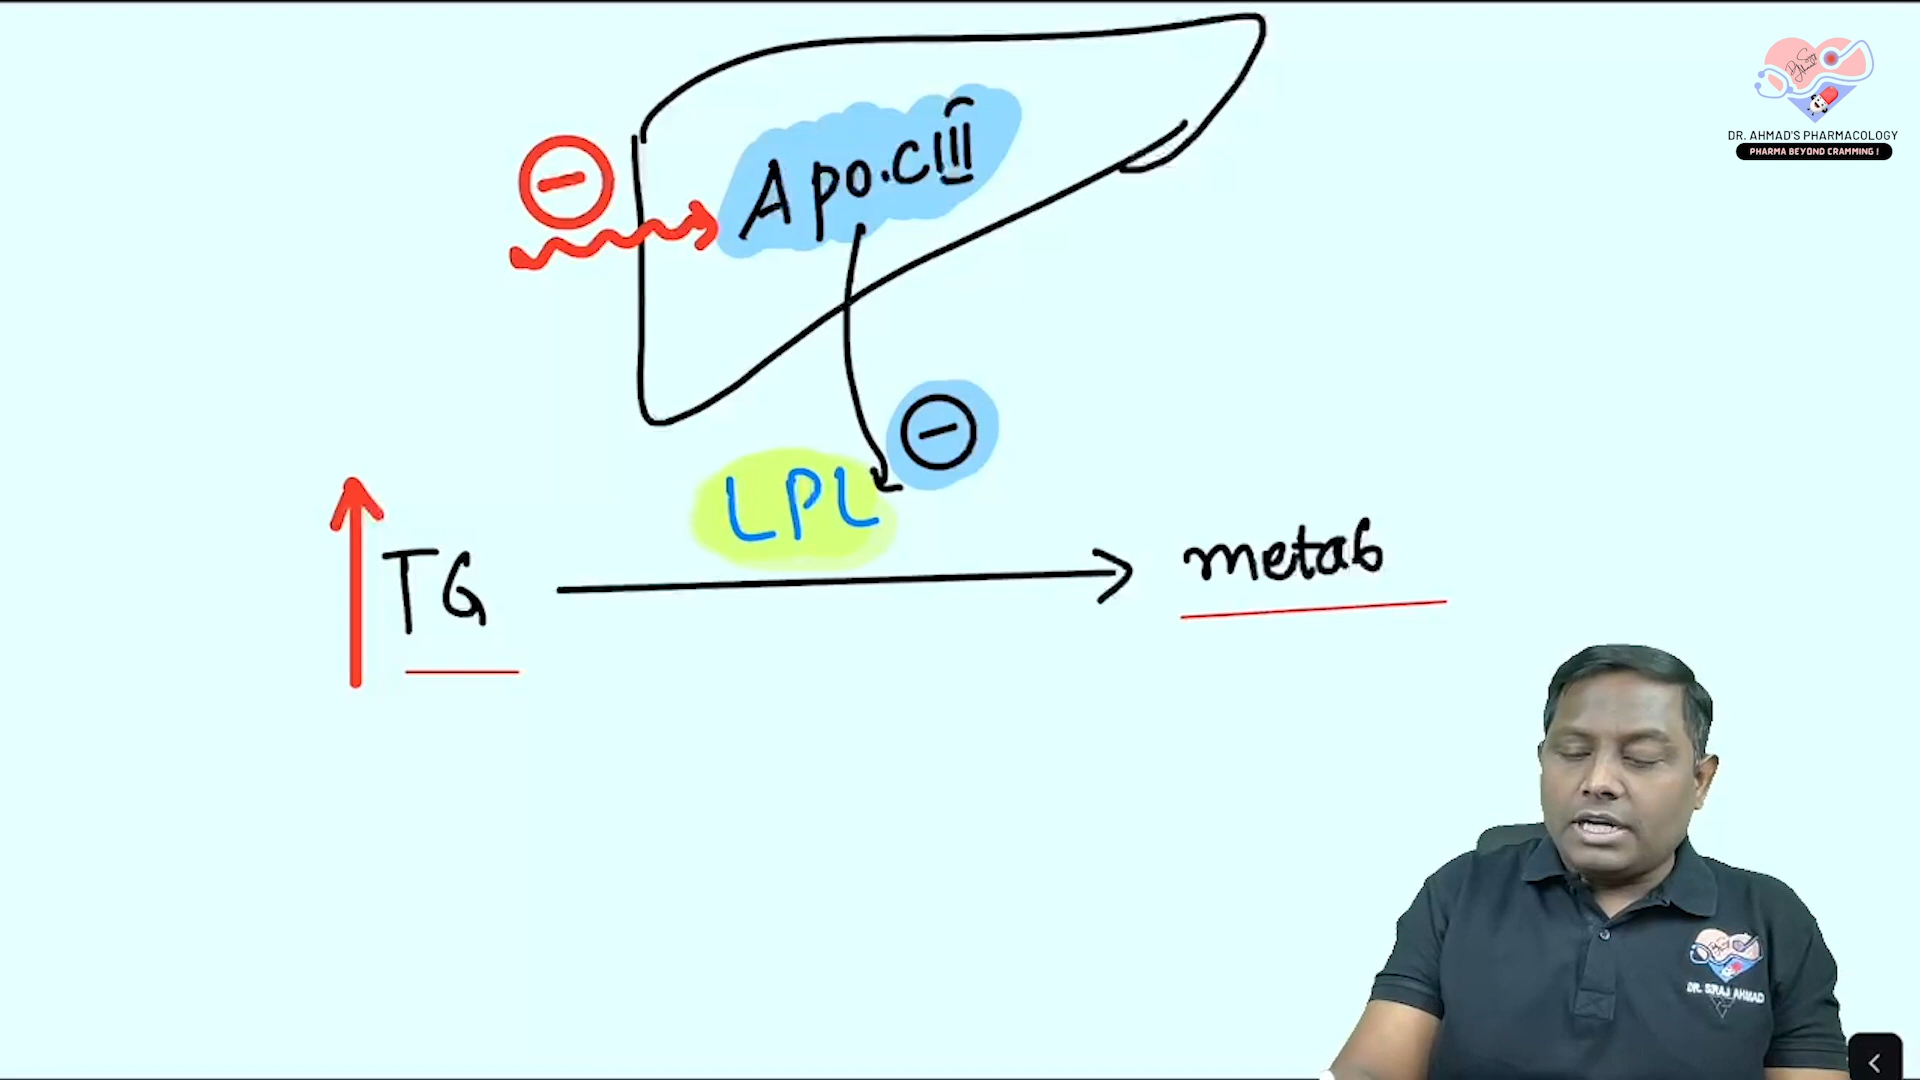 Apo.CIII
LPL
TG
metab
DR. AHMAD'S PHARMACOLOGY
PHARMA BEYOND CRAMMING !
DR. SIRAJ AHMAD